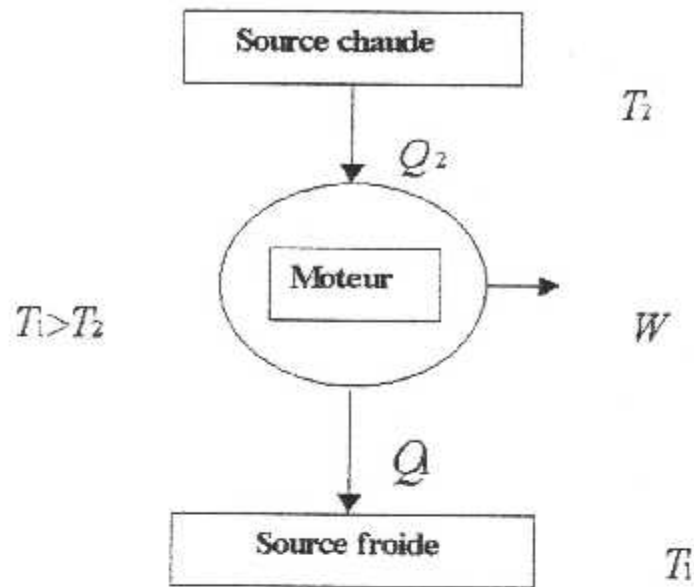 Source chaude
T2
Q2
Moteur
T1>T2
W
Q1
Source froide
T1